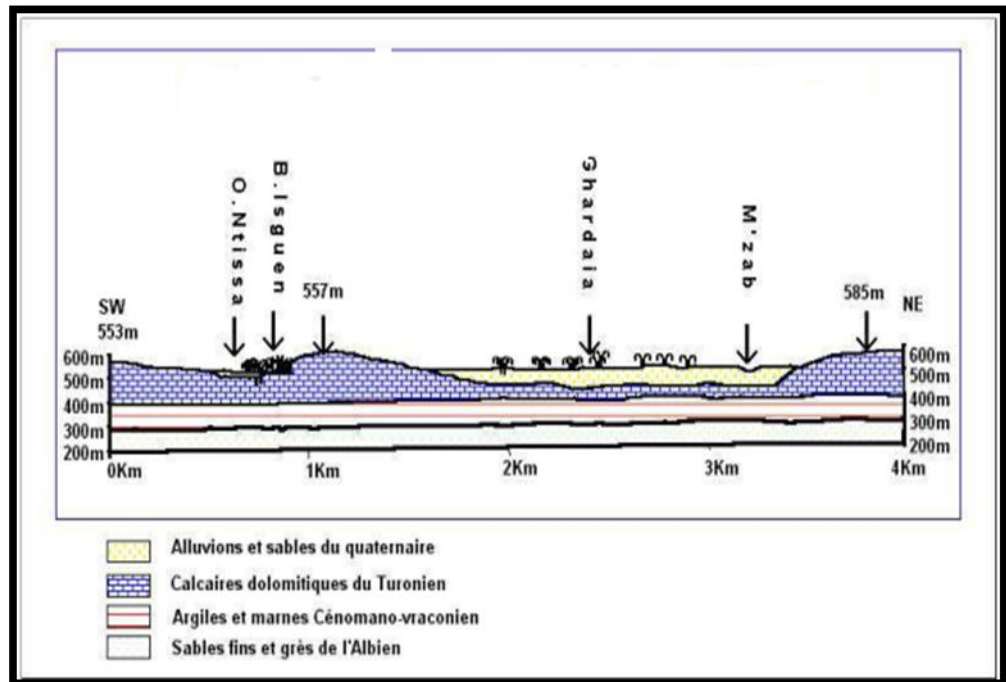 O.Ntissa
B.Isguen
Ghardaia
M'zab
557m
585m
SW
NE
553m
600m
600m
500m
500m
400m
400m
300m
300m
200m
200m
0Km
1Km
2Km
3Km
4Km
Alluvions et sables du quaternaire
Calcaires dolomitiques du Turonien
Argiles et marnes Cénomano-vraconien
Sables fins et grès de l'Albien